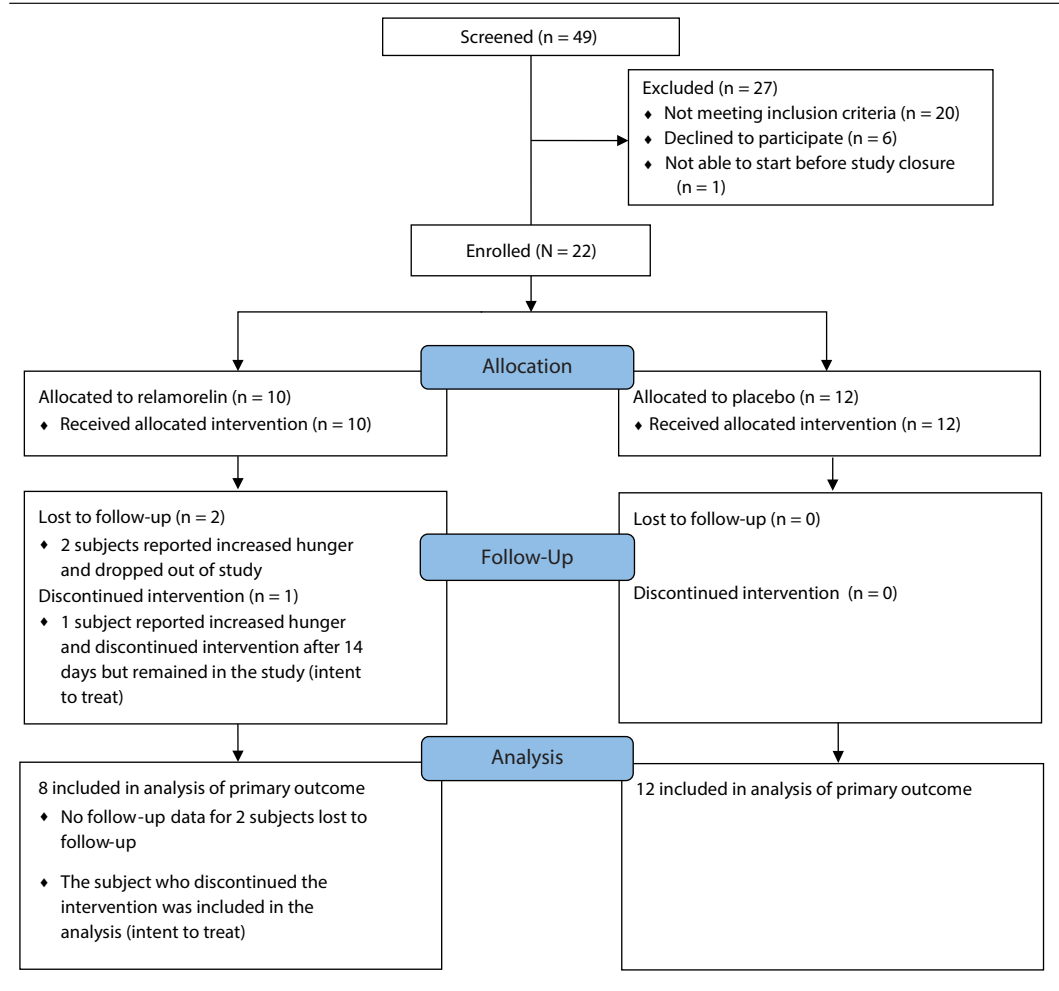 Screened (n = 49)
Excluded (n = 27)
♦ Not meeting inclusion criteria (n = 20)
♦ Declined to participate (n = 6)
♦ Not able to start before study closure
(n = 1)
Enrolled (N = 22)
Allocation
Allocated to relamorelin (n = 10)
♦ Received allocated intervention (n = 10)
Allocated to placebo (n = 12)
♦ Received allocated intervention (n = 12)
Follow-Up
Lost to follow-up (n = 2)
♦ 2 subjects reported increased hunger
and dropped out of study
Discontinued intervention (n = 1)
♦ 1 subject reported increased hunger
and discontinued intervention after 14
days but remained in the study (intent
to treat)
Lost to follow-up (n = 0)
Discontinued intervention (n = 0)
Analysis
8 included in analysis of primary outcome
♦ No follow-up data for 2 subjects lost to
follow-up
♦ The subject who discontinued the
intervention was included in the
analysis (intent to treat)
12 included in analysis of primary outcome